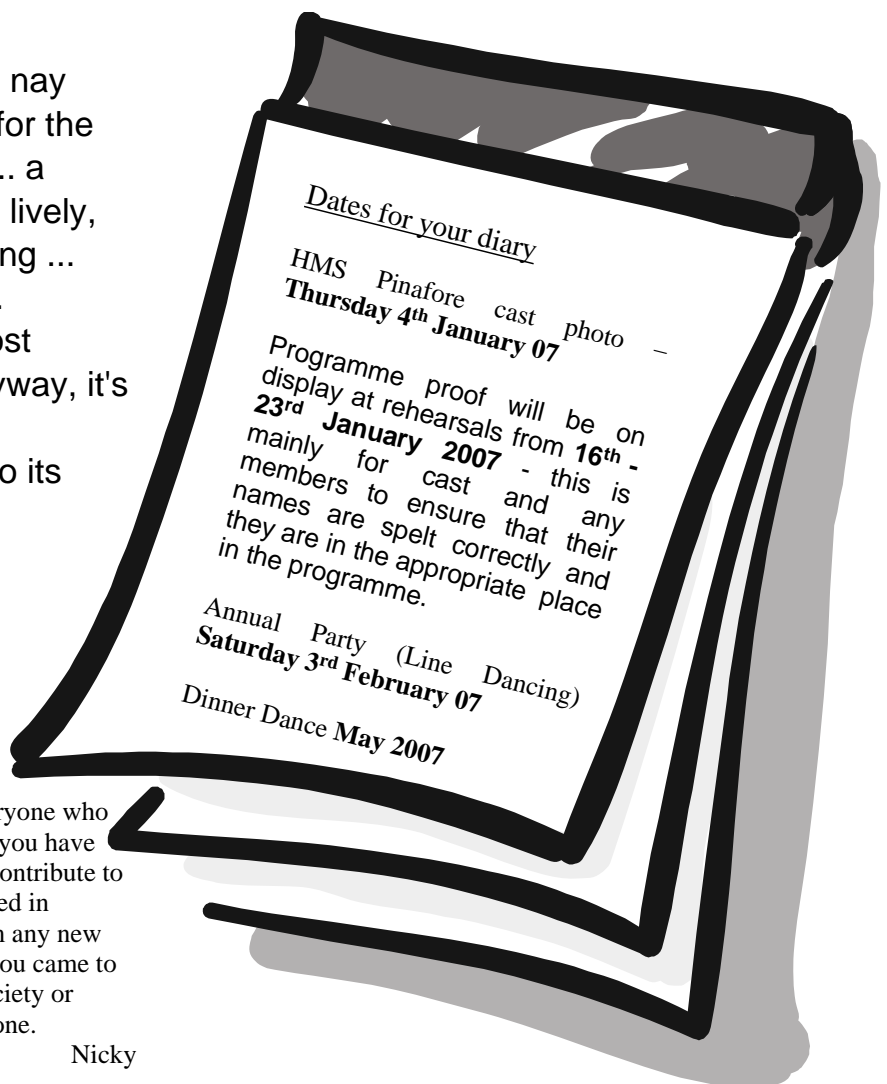 nay
for the
... a
lively,
ng ...
.
ost
yway, it's
o its
Dates for your diary
HMS Pinafore cast photo –
Thursday 4th January 07
Programme proof will be on
display at rehearsals from 16th -
23rd January 2007 - this is
mainly for cast and any
members to ensure that their
names are spelt correctly and
they are in the appropriate place
in the programme.
Annual Party (Line Dancing)
Saturday 3rd February 07
Dinner Dance May 2007
ryone who
you have
ontribute to
ed in
n any new
ou came to
ciety or
one.
Nicky